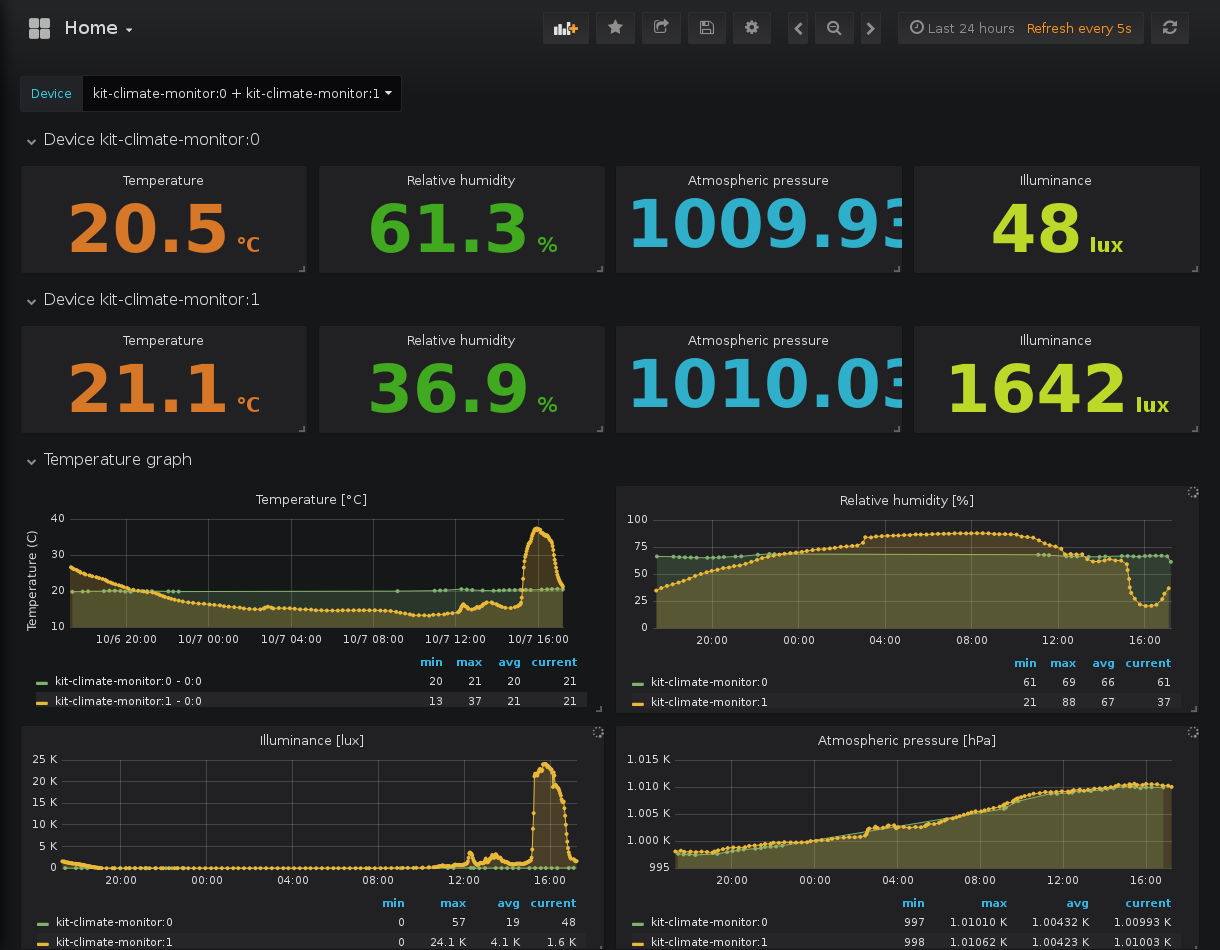 Home
Last 24 hours Refresh every 5s
Device kit-climate-monitor:0 + kit-climate-monitor:1
Device kit-climate-monitor:0
Temperature Relative humidity Atmospheric pressure Illuminance
20.5 °C 61.3 % 1009.93 48 lux
Device kit-climate-monitor:1
Temperature Relative humidity Atmospheric pressure Illuminance
21.1 °C 36.9 % 1010.03 1642 lux
Temperature graph
Temperature [°C]
Temperature (C)
40
30
20
10
10/6 20:00 10/7 00:00 10/7 04:00 10/7 08:00 10/7 12:00 10/7 16:00
min max avg current
kit-climate-monitor:0 - 0:0 20 21 20 21
kit-climate-monitor:1 - 0:0 13 37 21 21
Relative humidity [%]
100
75
50
25
0
20:00 00:00 04:00 08:00 12:00 16:00
min max avg current
kit-climate-monitor:0 61 69 66 61
kit-climate-monitor:1 21 88 67 37
Illuminance [lux]
25 K
20 K
15 K
10 K
5 K
0
20:00 00:00 04:00 08:00 12:00 16:00
min max avg current
kit-climate-monitor:0 0 57 19 48
kit-climate-monitor:1 0 24.1 K 4.1 K 1.6 K
Atmospheric pressure [hPa]
1.015 K
1.010 K
1.005 K
1.000 K
995
20:00 00:00 04:00 08:00 12:00 16:00
min max avg current
kit-climate-monitor:0 997 1.01010 K 1.00432 K 1.00993 K
kit-climate-monitor:1 998 1.01062 K 1.00423 K 1.01003 K